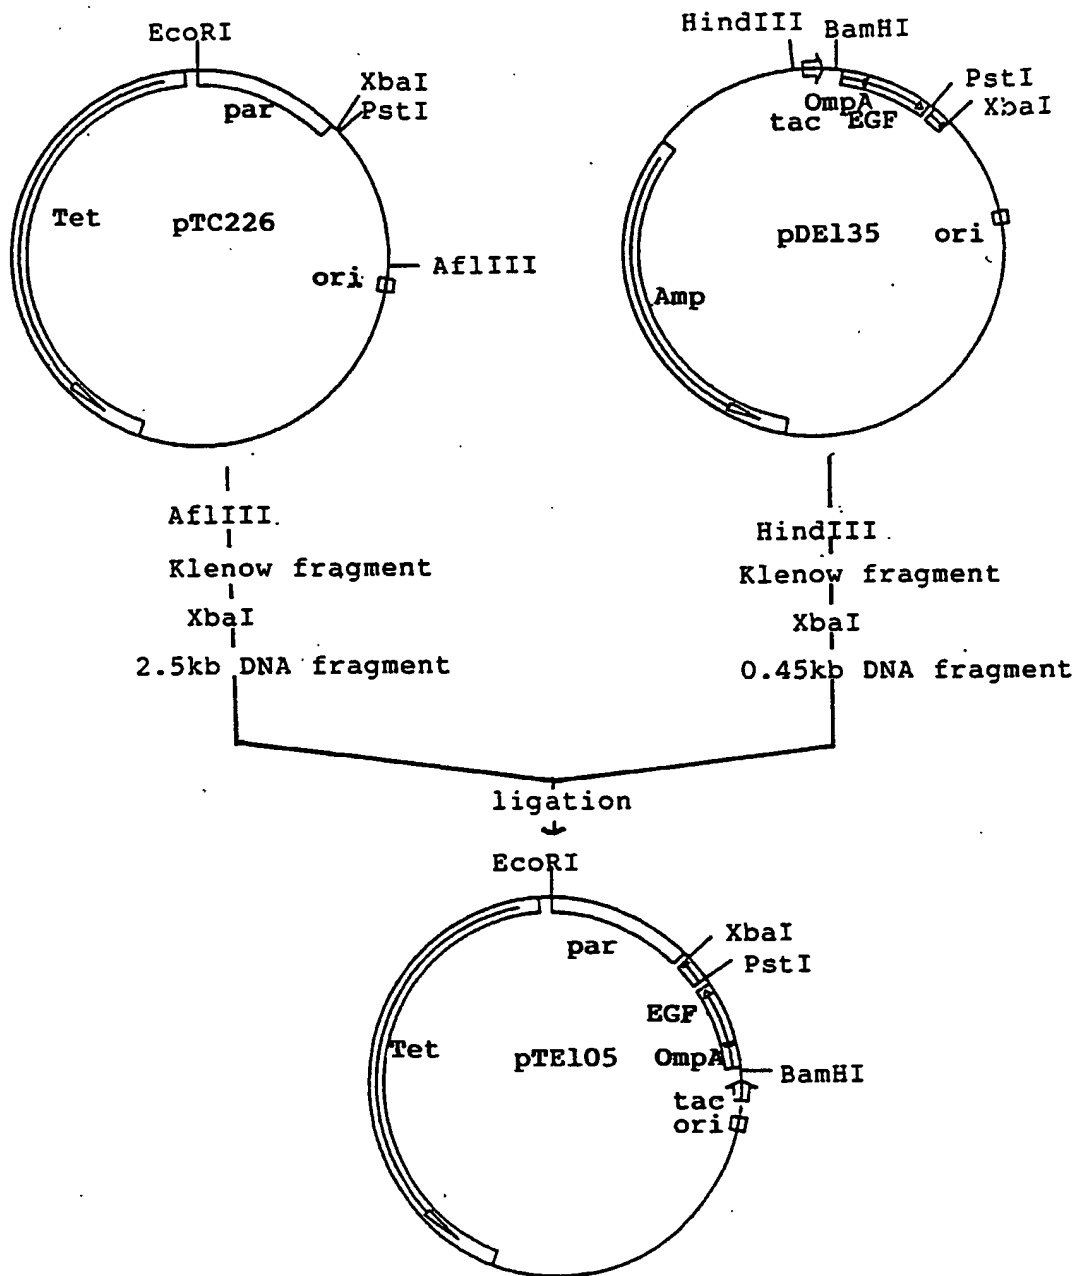 EcoRI
XbaI
PstI
par
Tet
pTC226
ori
AflIII
HindIII
BamHI
PstI
XbaI
OmpA
tac EGF
pDE135
ori
Amp
AflIII
Klenow fragment
XbaI
2.5kb DNA fragment
HindIII
Klenow fragment
XbaI
0.45kb DNA fragment
ligation
EcoRI
par
XbaI
PstI
EGF
Tet
pTE105
OmpA
BamHI
tac
ori